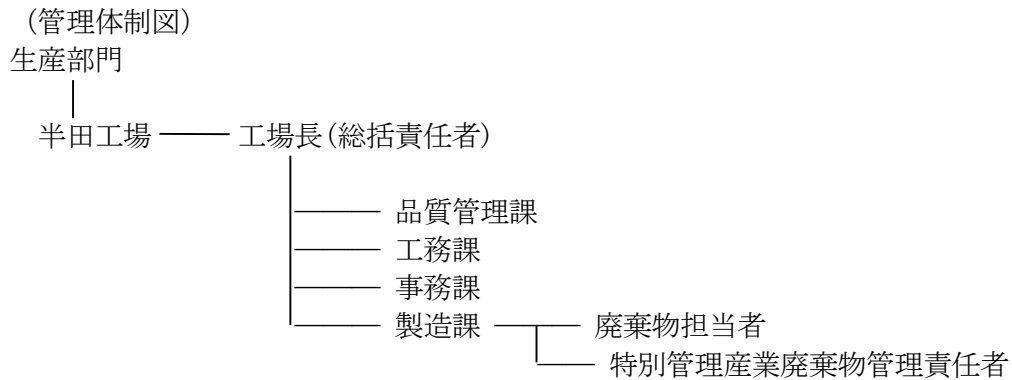 （管理体制図）
生産部門
半田工場 工場長（総括責任者）
品質管理課
工務課
事務課
製造課 廃棄物担当者
特別管理産業廃棄物管理責任者